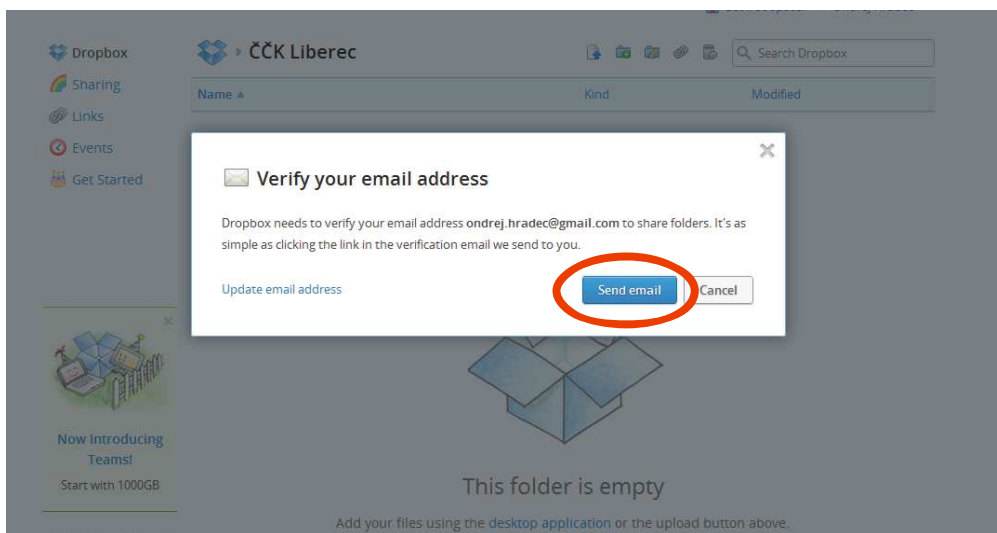 Dropbox
ČČK Liberec
Search Dropbox
Sharing
Links
Events
Get Started
Name
Kind
Modified
Verify your email address
Dropbox needs to verify your email address ondrej.hradec@gmail.com to share folders. It's as
simple as clicking the link in the verification email we send to you.
Update email address
Send email
Cancel
Now Introducing
Teams!
Start with 1000GB
This folder is empty
Add your files using the desktop application or the upload button above.